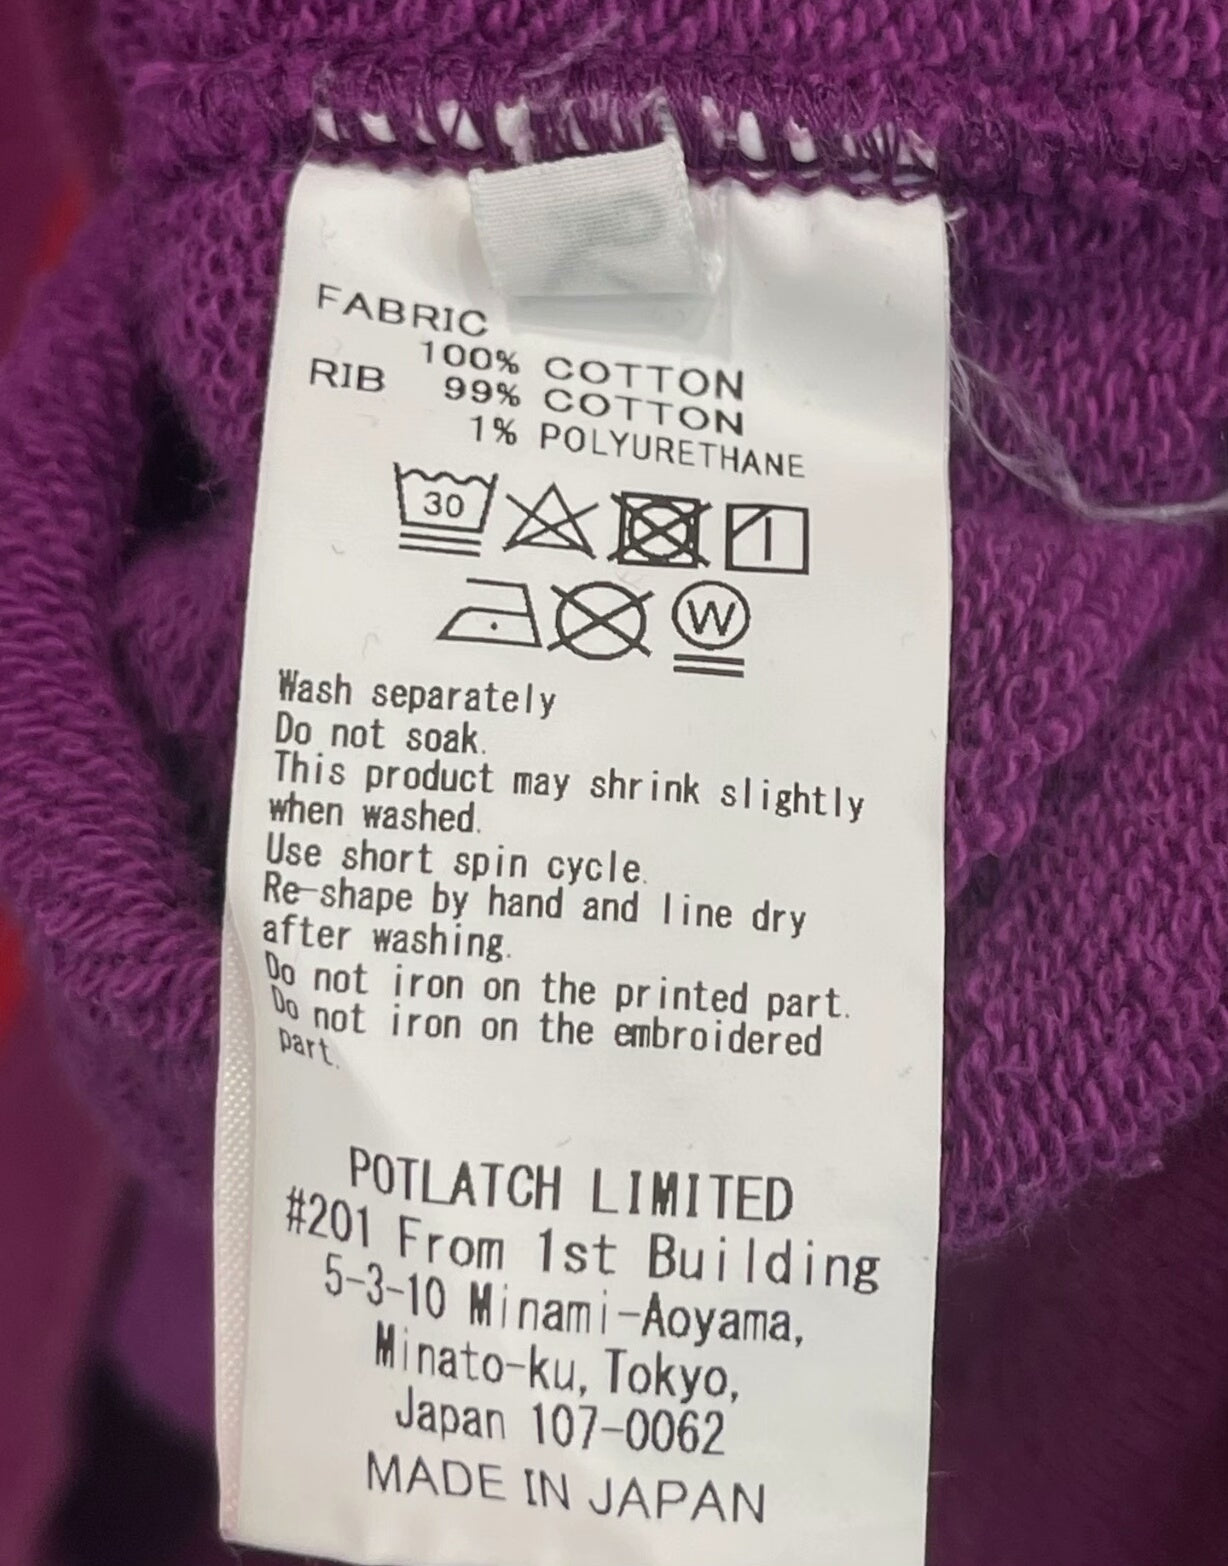 FABRIC
100% COTTON
RIB 99% COTTON
1% POLYURETHANE
30
W
Wash separately
Do not soak.
This product may shrink slightly
when washed.
Use short spin cycle.
Re-shape by hand and line dry
after washing.
Do not iron on the printed part.
Do not iron on the embroidered
part.
POTLATCH LIMITED
#201 From 1st Building
5-3-10 Minami-Aoyama,
Minato-ku, Tokyo,
Japan 107-0062
MADE IN JAPAN